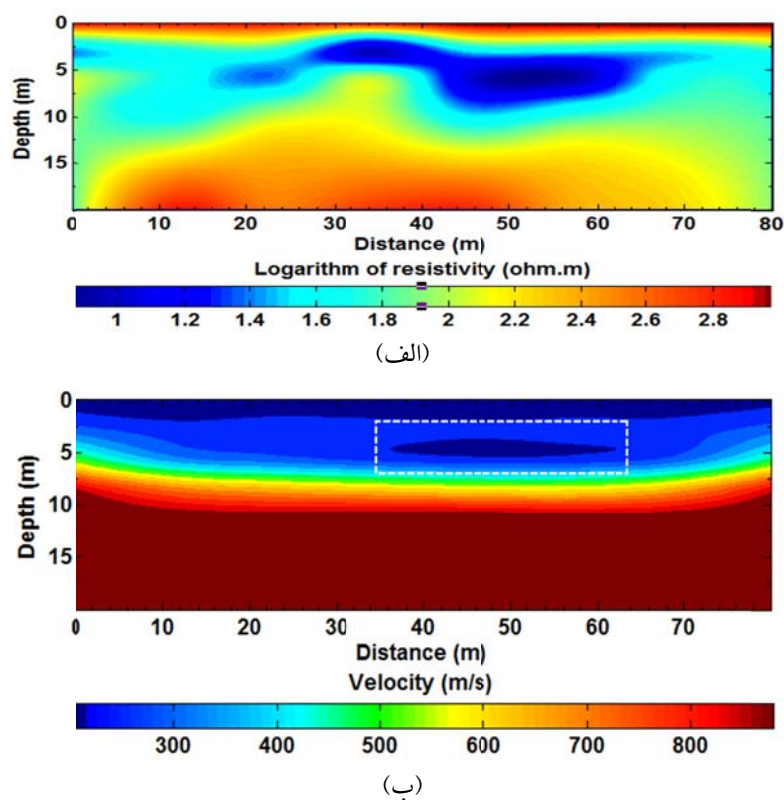 0
5
10
15
Depth (m)
0 10 20 30 40 50 60 70 80
Distance (m)
Logarithm of resistivity (ohm.m)
1 1.2 1.4 1.6 1.8 2 2.2 2.4 2.6 2.8
(الف)
0
5
10
15
Depth (m)
0 10 20 30 40 50 60 70
Distance (m)
Velocity (m/s)
300 400 500 600 700 800
(ب)